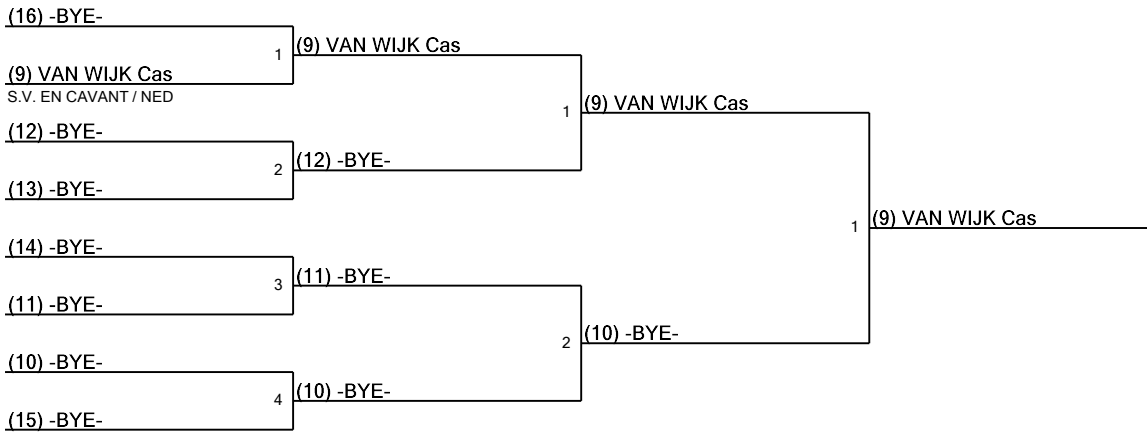 (16) -BYE-
1
(9) VAN WIJK Cas
(9) VAN WIJK Cas
S.V. EN CAVANT / NED
1
(9) VAN WIJK Cas
(12) -BYE-
2
(12) -BYE-
(13) -BYE-
1
(9) VAN WIJK Cas
(14) -BYE-
3
(11) -BYE-
(11) -BYE-
2
(10) -BYE-
(10) -BYE-
4
(10) -BYE-
(15) -BYE-